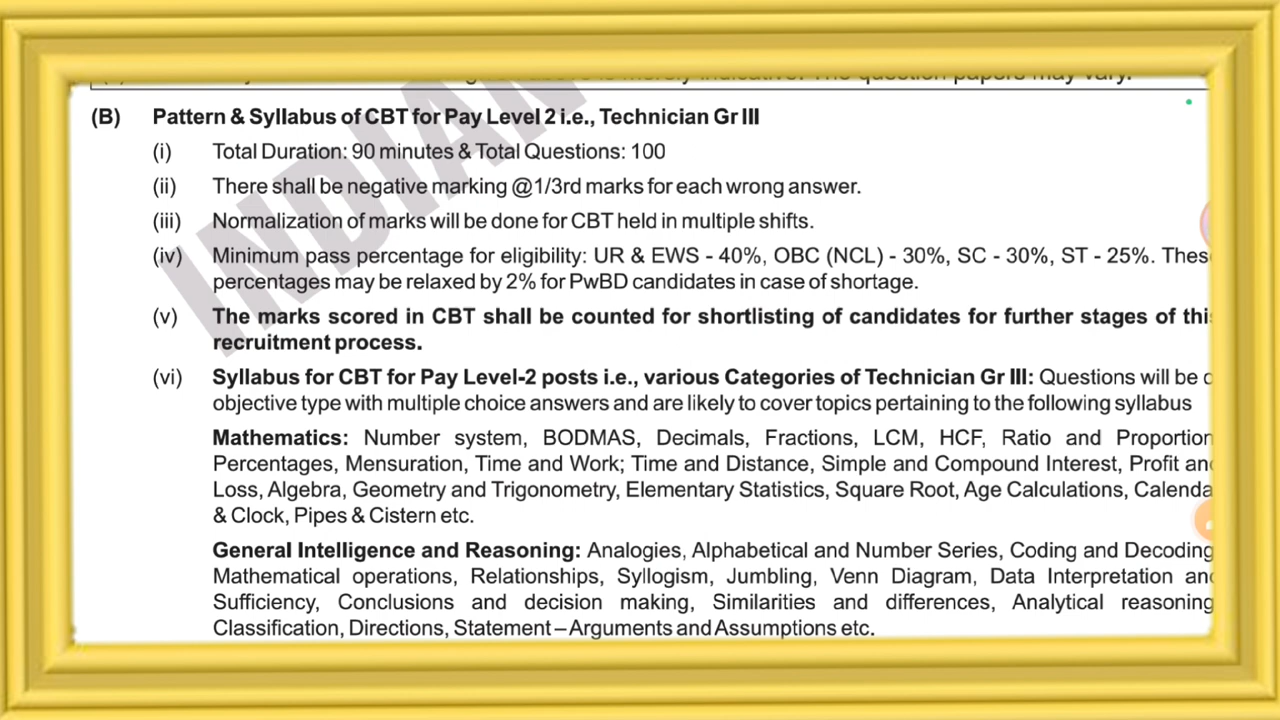 is merely indicative. The question papers may vary.
(B) Pattern & Syllabus of CBT for Pay Level 2 i.e., Technician Gr III
(i) Total Duration: 90 minutes & Total Questions: 100
(ii) There shall be negative marking @1/3rd marks for each wrong answer.
(iii) Normalization of marks will be done for CBT held in multiple shifts.
(iv) Minimum pass percentage for eligibility: UR & EWS - 40%, OBC (NCL) - 30%, SC - 30%, ST - 25%. Thes
percentages may be relaxed by 2% for PwBD candidates in case of shortage.
(v) The marks scored in CBT shall be counted for shortlisting of candidates for further stages of thi
recruitment process.
(vi) Syllabus for CBT for Pay Level-2 posts i.e., various Categories of Technician Gr III: Questions will be
objective type with multiple choice answers and are likely to cover topics pertaining to the following syllabus
Mathematics: Number system, BODMAS, Decimals, Fractions, LCM, HCF, Ratio and Proportion
Percentages, Mensuration, Time and Work; Time and Distance, Simple and Compound Interest, Profit an
Loss, Algebra, Geometry and Trigonometry, Elementary Statistics, Square Root, Age Calculations, Calenda
& Clock, Pipes & Cistern etc.
General Intelligence and Reasoning: Analogies, Alphabetical and Number Series, Coding and Decoding
Mathematical operations, Relationships, Syllogism, Jumbling, Venn Diagram, Data Interpretation an
Sufficiency, Conclusions and decision making, Similarities and differences, Analytical reasoning
Classification, Directions, Statement – Arguments and Assumptions etc.
INDIAN